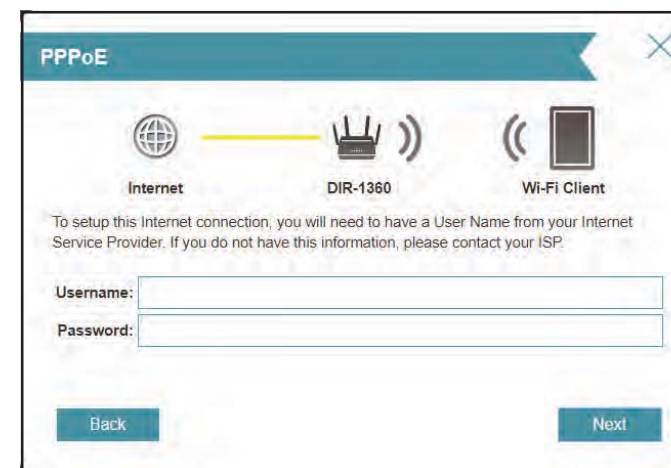 PPPoE
Internet
DIR-1360
Wi-Fi Client
To setup this Internet connection, you will need to have a User Name from your Internet
Service Provider. If you do not have this information, please contact your ISP.
Username:
Password:
Back
Next